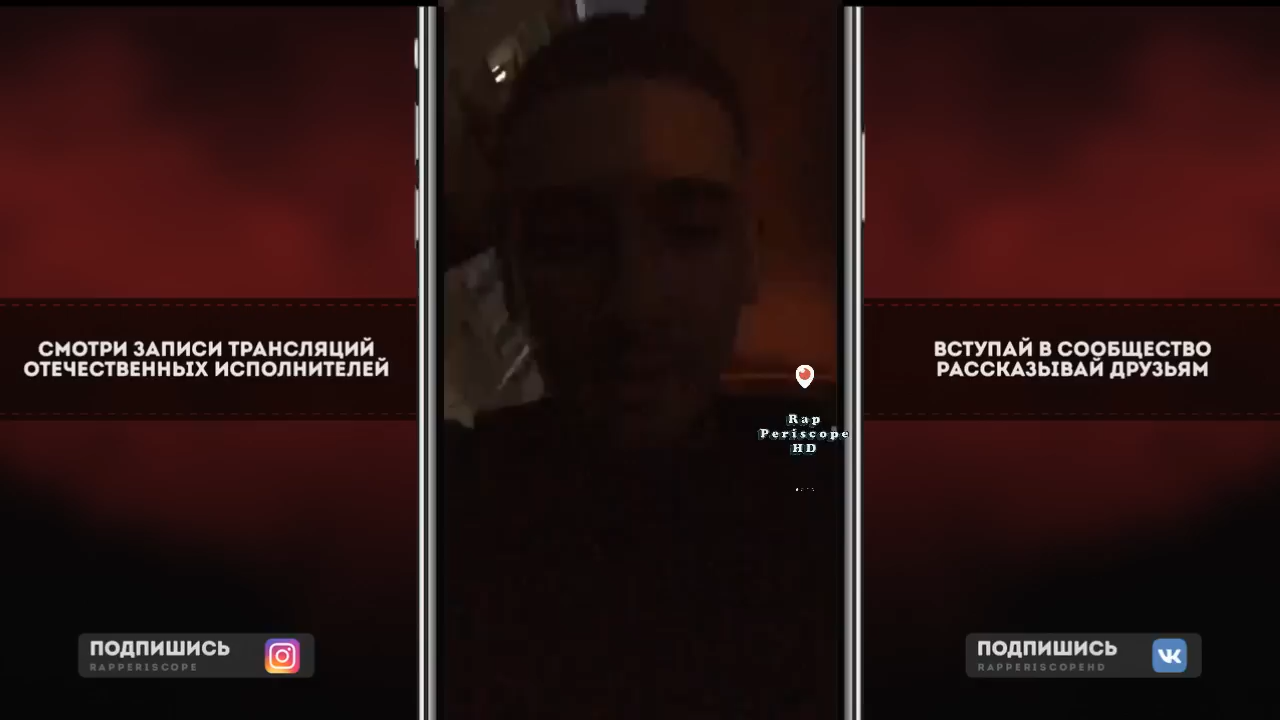 СМОТРИ ЗАПИСИ ТРАНСЛЯЦИЙ
ОТЕЧЕСТВЕННЫХ ИСПОЛНИТЕЛЕЙ
ВСТУПАЙ В СООБЩЕСТВО
РАССКАЗЫВАЙ ДРУЗЬЯМ
Rap
Periscope
HD
ПОДПИШИСЬ
RAPPERISCOPE
ПОДПИШИСЬ
RAPPERISCOPEHD